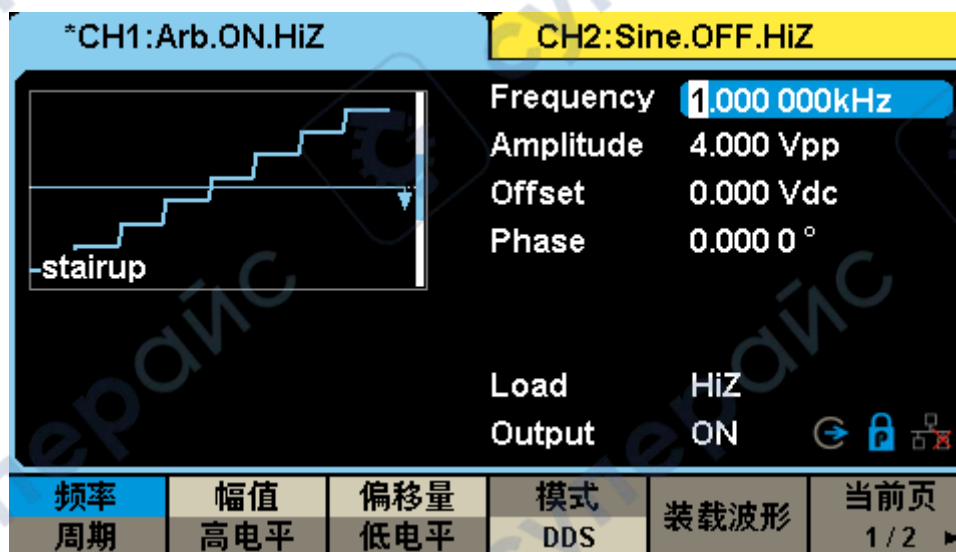 *CH1:Arb.ON.HiZ
CH2:Sine.OFF.HiZ
Frequency 1.000 000kHz
Amplitude 4.000 Vpp
Offset 0.000 Vdc
Phase 0.000 0 °
stairup
Load HiZ
Output ON
频率 幅值 偏移量 模式 装载波形 当前页
周期 高电平 低电平 DDS 1/2